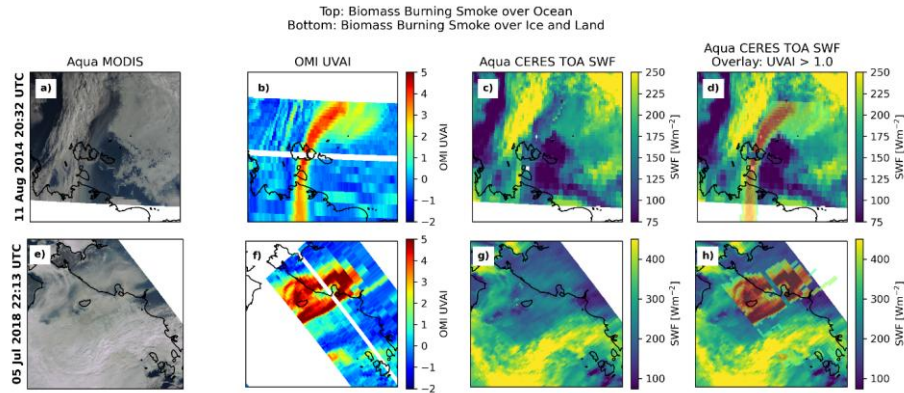 Top: Biomass Burning Smoke over Ocean
Bottom: Biomass Burning Smoke over Ice and Land
Aqua MODIS
OMI UVAI
Aqua CERES TOA SWF
Aqua CERES TOA SWF
Overlay: UVAI > 1.0
11 Aug 2014 20:32 UTC
a)
b)
5
4
3
2
1
0
−1
−2
OMI UVAI
c)
250
225
200
175
150
125
100
75
SWF [Wm⁻²]
d)
250
225
200
175
150
125
100
75
SWF [Wm⁻²]
05 Jul 2018 22:13 UTC
e)
f)
5
4
3
2
1
0
−1
−2
OMI UVAI
g)
400
300
200
100
SWF [Wm⁻²]
h)
400
300
200
100
SWF [Wm⁻²]